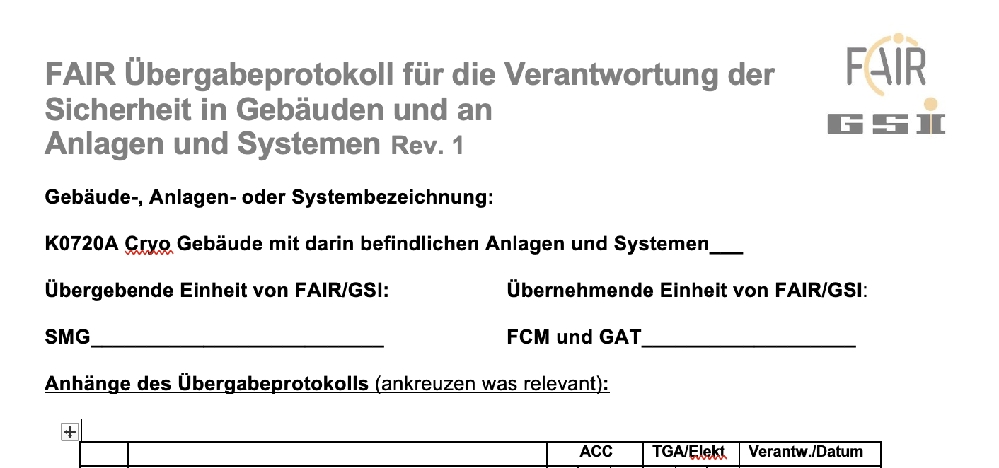 FAIR
GSI
FAIR Übergabeprotokoll für die Verantwortung der
Sicherheit in Gebäuden und an
Anlagen und Systemen Rev. 1
Gebäude-, Anlagen- oder Systembezeichnung:
K0720A Cryo Gebäude mit darin befindlichen Anlagen und Systemen___
Übergebende Einheit von FAIR/GSI: Übernehmende Einheit von FAIR/GSI:
SMG__________________________ FCM und GAT___________________
Anhänge des Übergabeprotokolls (ankreuzen was relevant):
ACC TGA/Elekt Verantw./Datum